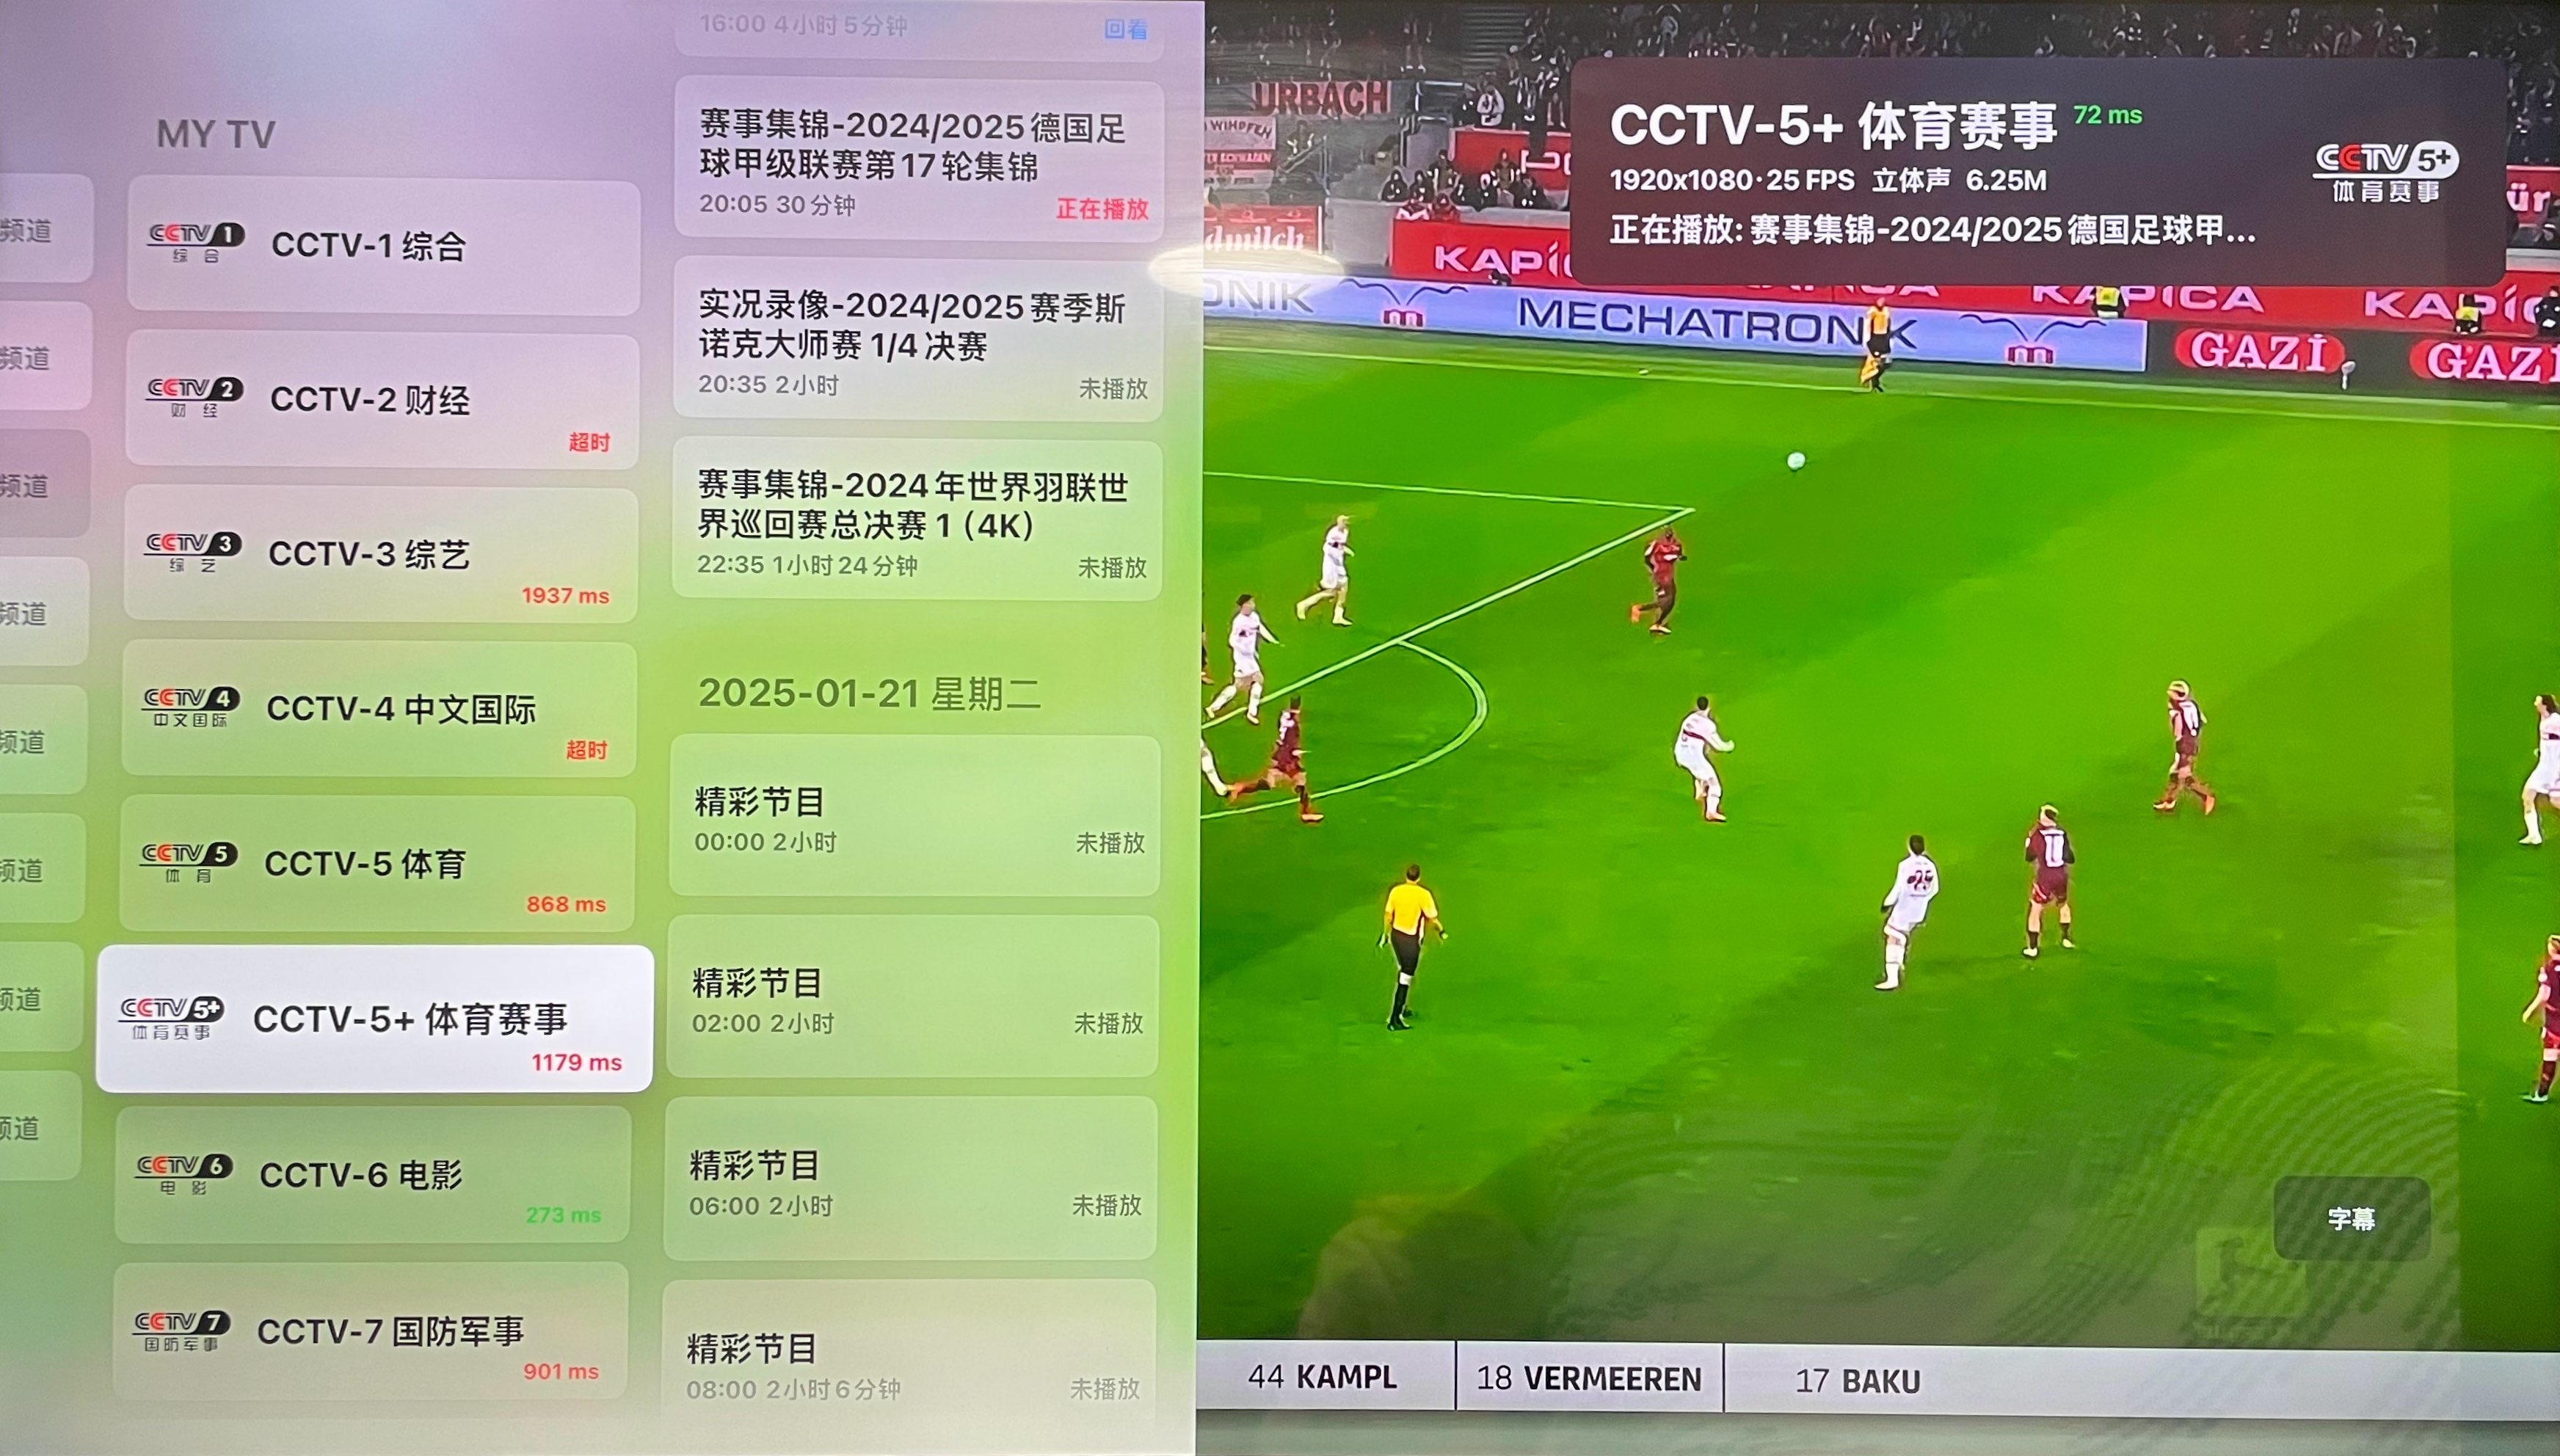 MY TV
频道
频道
频道
频道
频道
频道
频道
频道
CCTV 1
综合
CCTV-1 综合
CCTV 2
财经
CCTV-2 财经
超时
CCTV 3
综艺
CCTV-3 综艺
1937 ms
CCTV 4
中文国际
CCTV-4 中文国际
超时
CCTV 5
体育
CCTV-5 体育
868 ms
CCTV 5+
体育赛事
CCTV-5+ 体育赛事
1179 ms
CCTV 6
电影
CCTV-6 电影
273 ms
CCTV 7
国防军事
CCTV-7 国防军事
901 ms
16:00 4小时5分钟
回看
赛事集锦-2024/2025德国足
球甲级联赛第17轮集锦
20:05 30分钟
正在播放
实况录像-2024/2025赛季斯
诺克大师赛1/4决赛
20:35 2小时
未播放
赛事集锦-2024年世界羽联世
界巡回赛总决赛1（4K）
22:35 1小时24分钟
未播放
2025-01-21 星期二
精彩节目
00:00 2小时
未播放
精彩节目
02:00 2小时
未播放
精彩节目
06:00 2小时
未播放
精彩节目
08:00 2小时6分钟
未播放
CCTV-5+ 体育赛事 72 ms
1920x1080·25 FPS 立体声 6.25M
正在播放: 赛事集锦-2024/2025德国足球甲...
CCTV 5+
体育赛事
URBACH
WIMPFEN
dmilch
ür
KAPİ
KAPİCA
KAPİC
ONIK
MECHATRONIK
GAZİ
GAZİ
25
11
字幕
44 KAMPL
18 VERMEEREN
17 BAKU